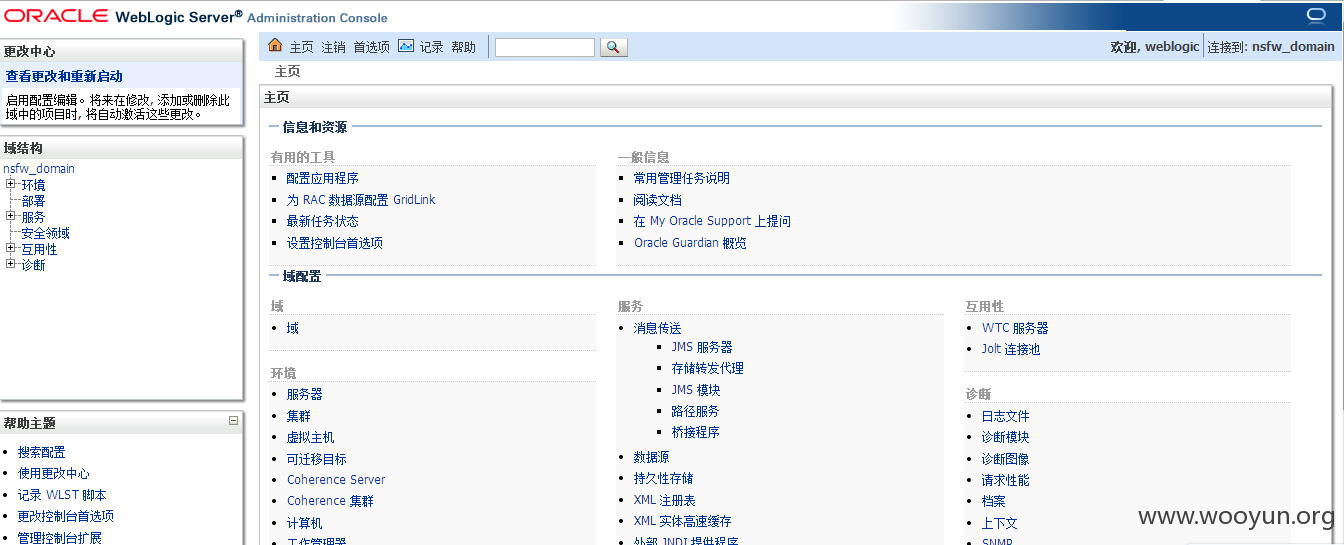 ORACLE WebLogic Server® Administration Console
更改中心
查看更改和重新启动
启用配置编辑。将来在修改, 添加或删除此
域中的项目时, 将自动激活这些更改。
域结构
nsfw_domain
环境
部署
服务
安全领域
互用性
诊断
帮助主题
搜索配置
使用更改中心
记录 WLST 脚本
更改控制台首选项
管理控制台扩展
主页 注销 首选项 记录 帮助
欢迎, weblogic 连接到: nsfw_domain
主页
主页
信息和资源
有用的工具
配置应用程序
为 RAC 数据源配置 GridLink
最新任务状态
设置控制台首选项
一般信息
常用管理任务说明
阅读文档
在 My Oracle Support 上提问
Oracle Guardian 概览
域配置
域
域
环境
服务器
集群
虚拟主机
可迁移目标
Coherence Server
Coherence 集群
计算机
工作管理器
服务
消息传送
JMS 服务器
存储转发代理
JMS 模块
路径服务
桥接程序
数据源
持久性存储
XML 注册表
XML 实体高速缓存
外部 JNDI 提供程序
互用性
WTC 服务器
Jolt 连接池
诊断
日志文件
诊断模块
诊断图像
请求性能
档案
上下文
SNMP
www.wooyun.org